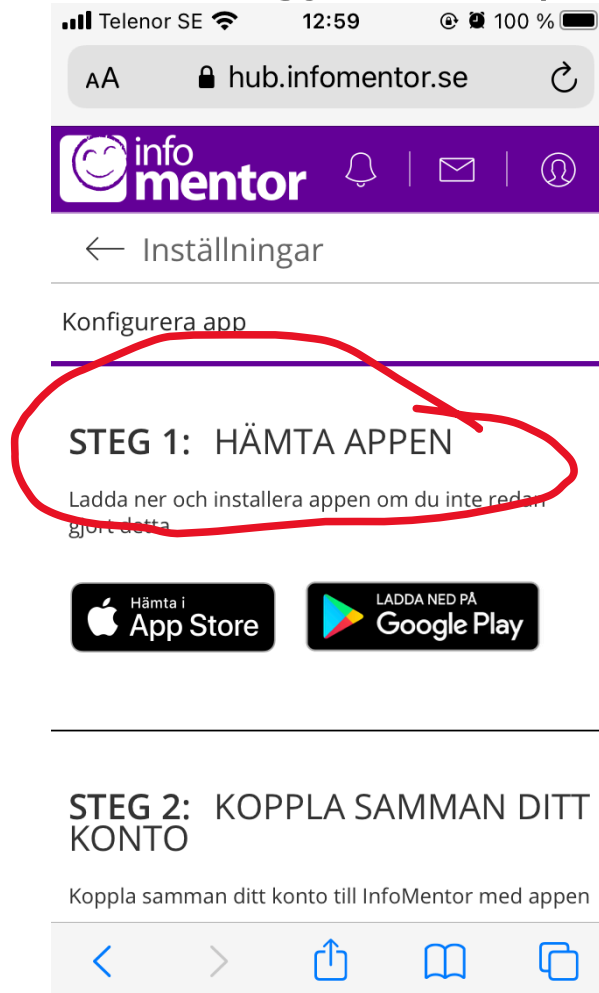 Telenor SE 12:59 100 %
AA hub.infomentor.se
info
mentor
Inställningar
Konfigurera app
STEG 1: HÄMTA APPEN
Ladda ner och installera appen om du inte redan
gjort detta
Hämta i
App Store
LADDA NED PÅ
Google Play
STEG 2: KOPPLA SAMMAN DITT
KONTO
Koppla samman ditt konto till InfoMentor med appen